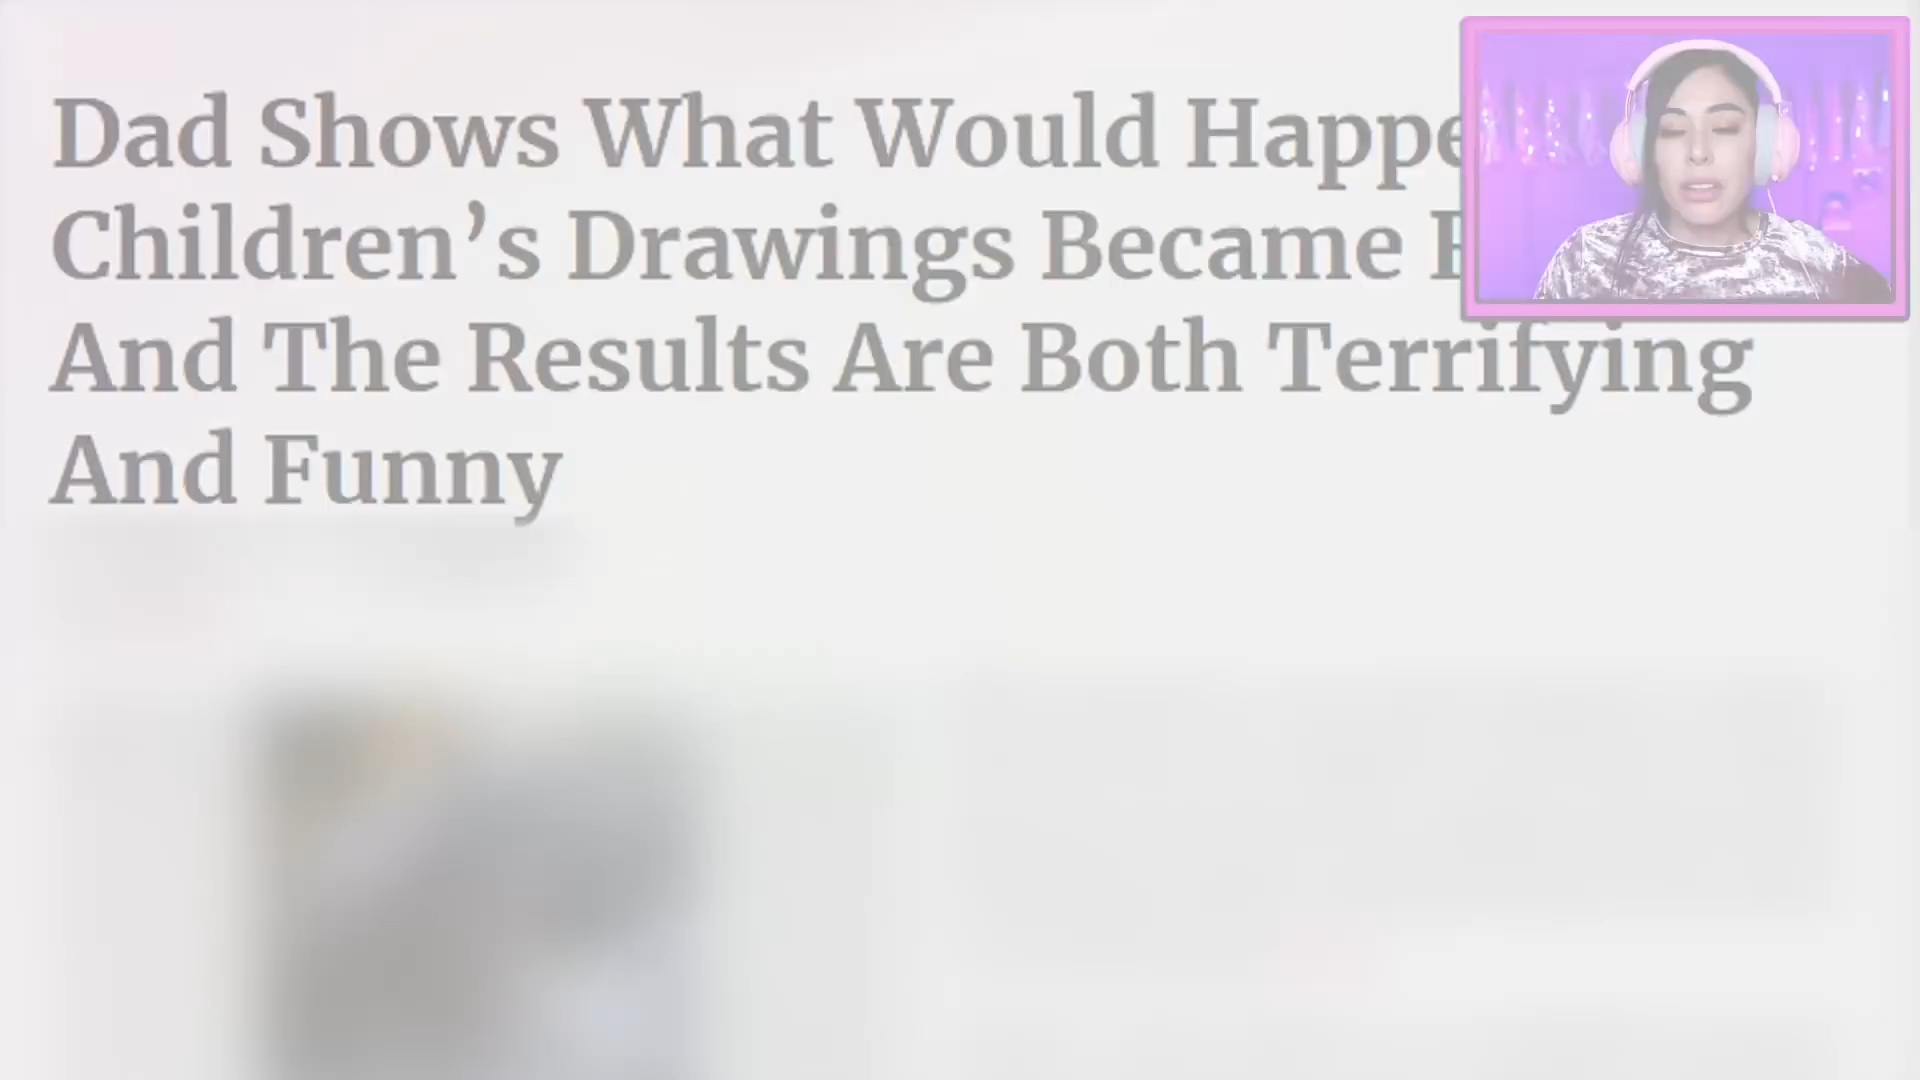 Dad Shows What Would Happe
Children’s Drawings Became
And The Results Are Both Terrifying
And Funny